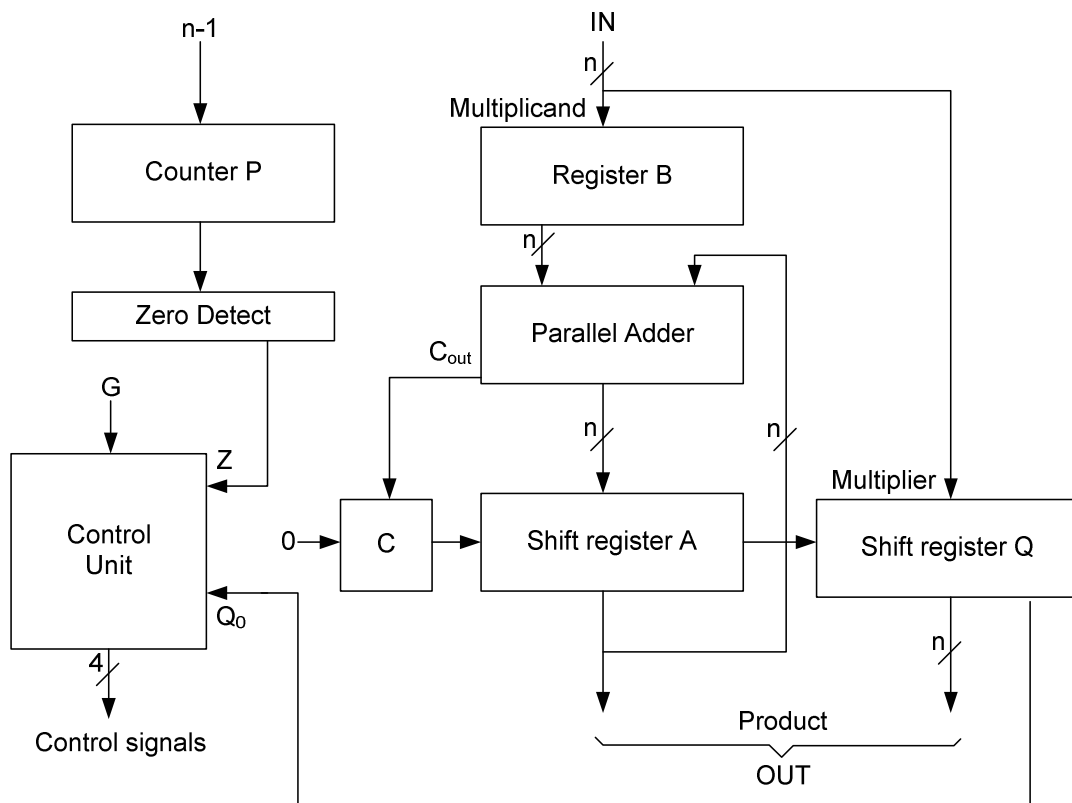 n-1
IN
n
Multiplicand
Counter P
Register B
n
Zero Detect
Parallel Adder
Cout
G
n
n
Z
Multiplier
Control
Unit
0
C
Shift register A
Shift register Q
Q0
4
n
Control signals
Product
OUT